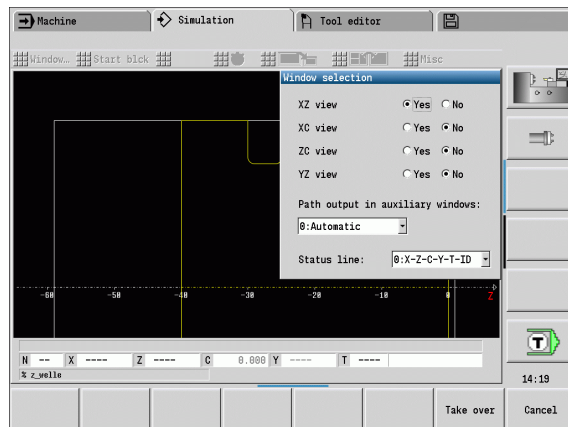 Machine
Simulation
Tool editor
Window... Start blck Misc
Window selection
XZ view Yes No
XC view Yes No
ZC view Yes No
YZ view Yes No
Path output in auxiliary windows:
0:Automatic
Status line: 0:X-Z-C-Y-T-ID
-60 -50 -40 -30 -20 -10 0 Z
N -- X ---- Z ---- C 0.000 Y ---- T ----
% z_welle
T
14:19
Take over Cancel